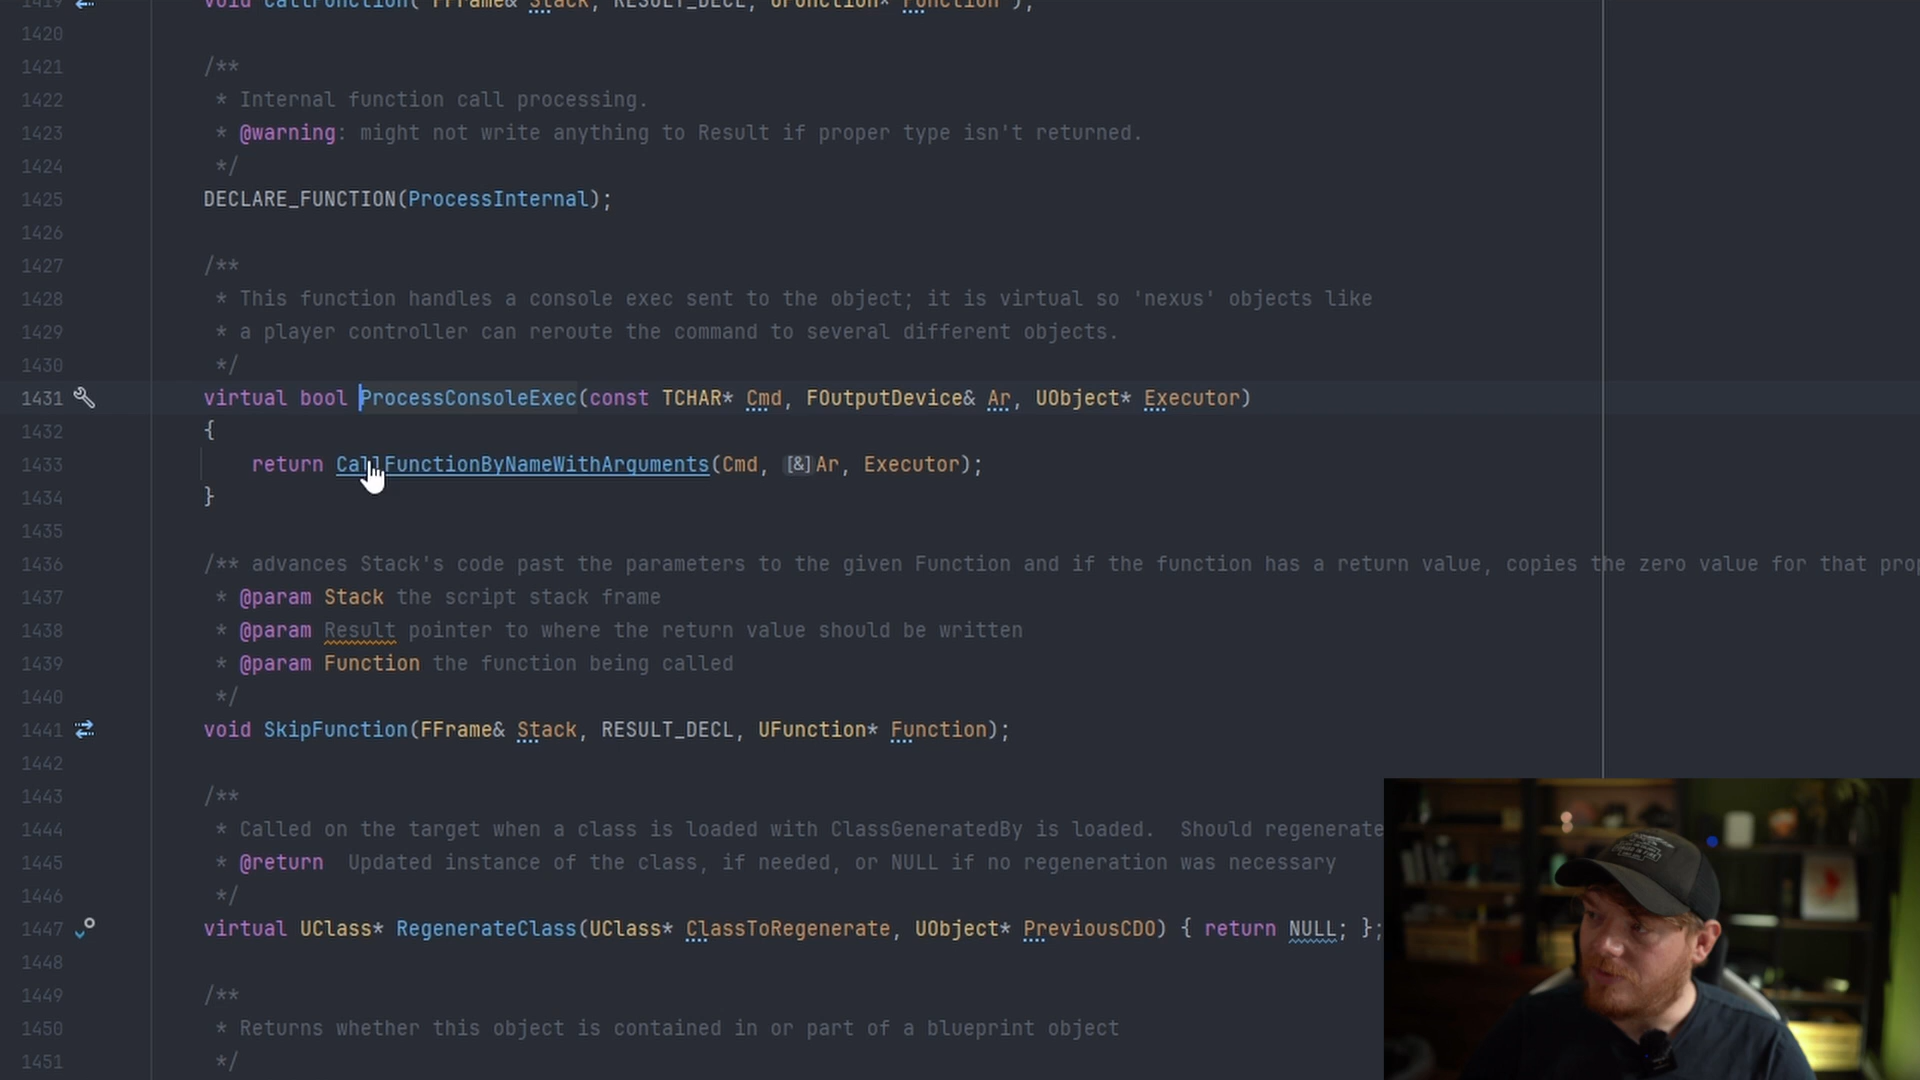 1419 void CallFunction( FFrame& Stack, RESULT_DECL, UFunction* Function );
1420
1421 /**
1422 * Internal function call processing.
1423 * @warning: might not write anything to Result if proper type isn't returned.
1424 */
1425 DECLARE_FUNCTION(ProcessInternal);
1426
1427 /**
1428 * This function handles a console exec sent to the object; it is virtual so 'nexus' objects like
1429 * a player controller can reroute the command to several different objects.
1430 */
1431 virtual bool ProcessConsoleExec(const TCHAR* Cmd, FOutputDevice& Ar, UObject* Executor)
1432 {
1433 return CallFunctionByNameWithArguments(Cmd, [&]Ar, Executor);
1434 }
1435
1436 /** advances Stack's code past the parameters to the given Function and if the function has a return value, copies the zero value for that prop
1437 * @param Stack the script stack frame
1438 * @param Result pointer to where the return value should be written
1439 * @param Function the function being called
1440 */
1441 void SkipFunction(FFrame& Stack, RESULT_DECL, UFunction* Function);
1442
1443 /**
1444 * Called on the target when a class is loaded with ClassGeneratedBy is loaded.  Should regenerate
1445 * @return  Updated instance of the class, if needed, or NULL if no regeneration was necessary
1446 */
1447 virtual UClass* RegenerateClass(UClass* ClassToRegenerate, UObject* PreviousCDO) { return NULL; };
1448
1449 /**
1450 * Returns whether this object is contained in or part of a blueprint object
1451 */